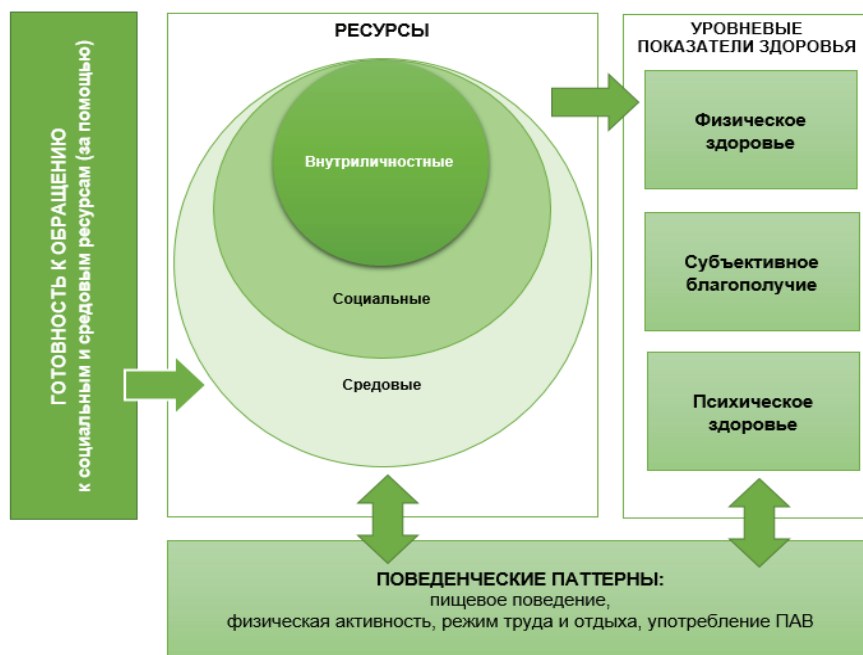 ГОТОВНОСТЬ К ОБРАЩЕНИЮ
к социальным и средовым ресурсам (за помощью)
РЕСУРСЫ
Внутриличностные
Социальные
Средовые
УРОВНЕВЫЕ
ПОКАЗАТЕЛИ ЗДОРОВЬЯ
Физическое
здоровье
Субъективное
благополучие
Психическое
здоровье
ПОВЕДЕНЧЕСКИЕ ПАТТЕРНЫ:
пищевое поведение,
физическая активность, режим труда и отдыха, употребление ПАВ